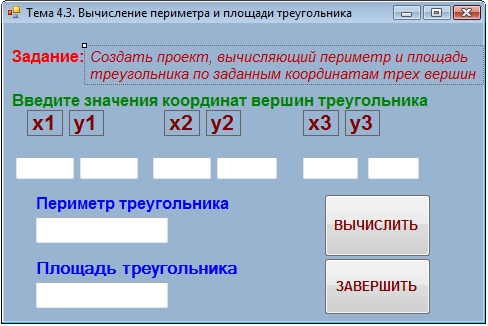 Тема 4.3. Вычисление периметра и площади треугольника
Задание: Создать проект, вычисляющий периметр и площадь
треугольника по заданным координатам трех вершин
Введите значения координат вершин треугольника
x1 y1 x2 y2 x3 y3
Периметр треугольника
ВЫЧИСЛИТЬ
Площадь треугольника
ЗАВЕРШИТЬ